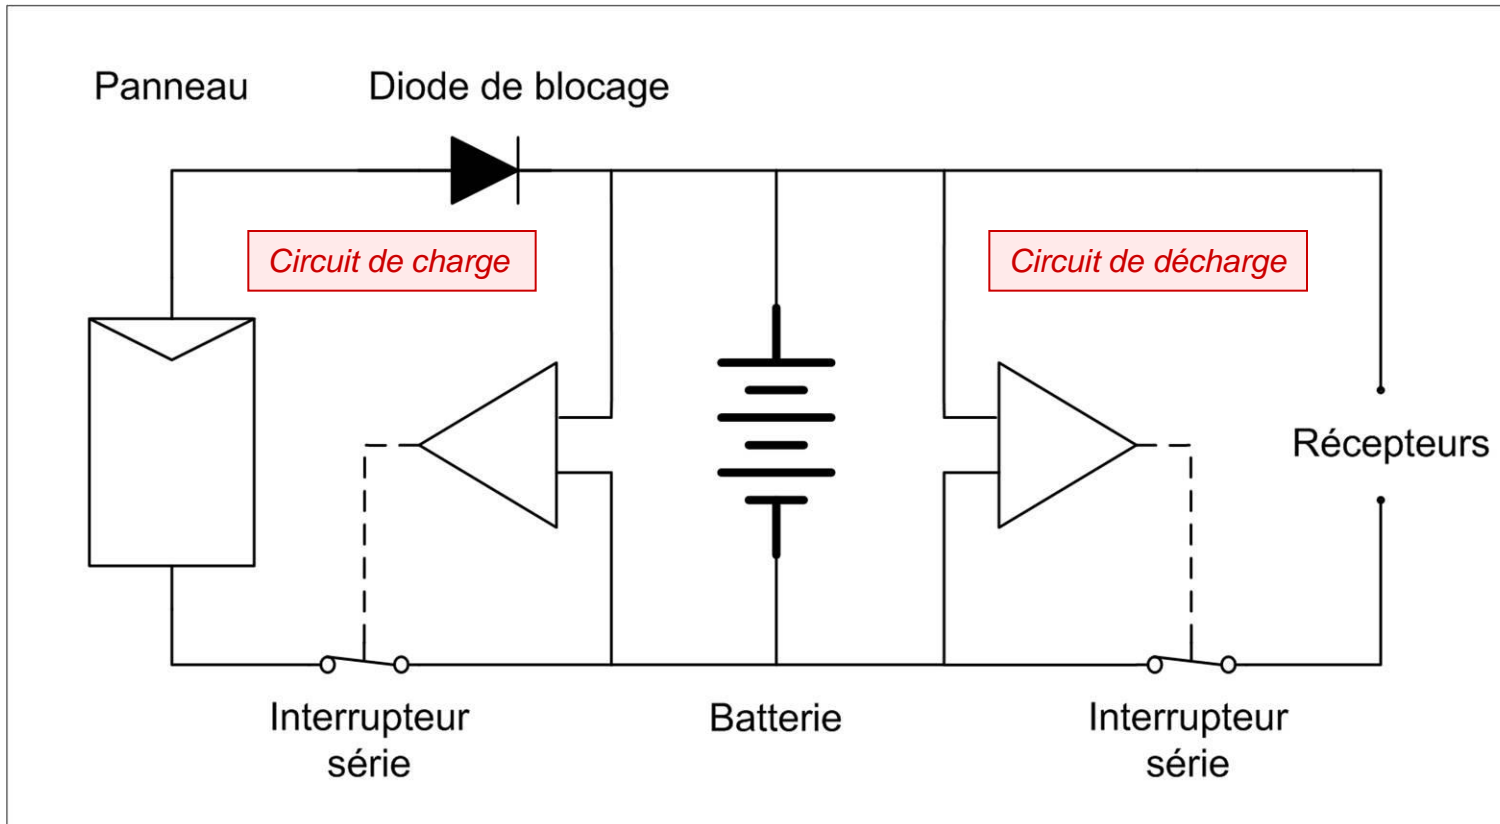 Panneau
Diode de blocage
Circuit de charge
Circuit de décharge
Récepteurs
Interrupteur
série
Batterie
Interrupteur
série